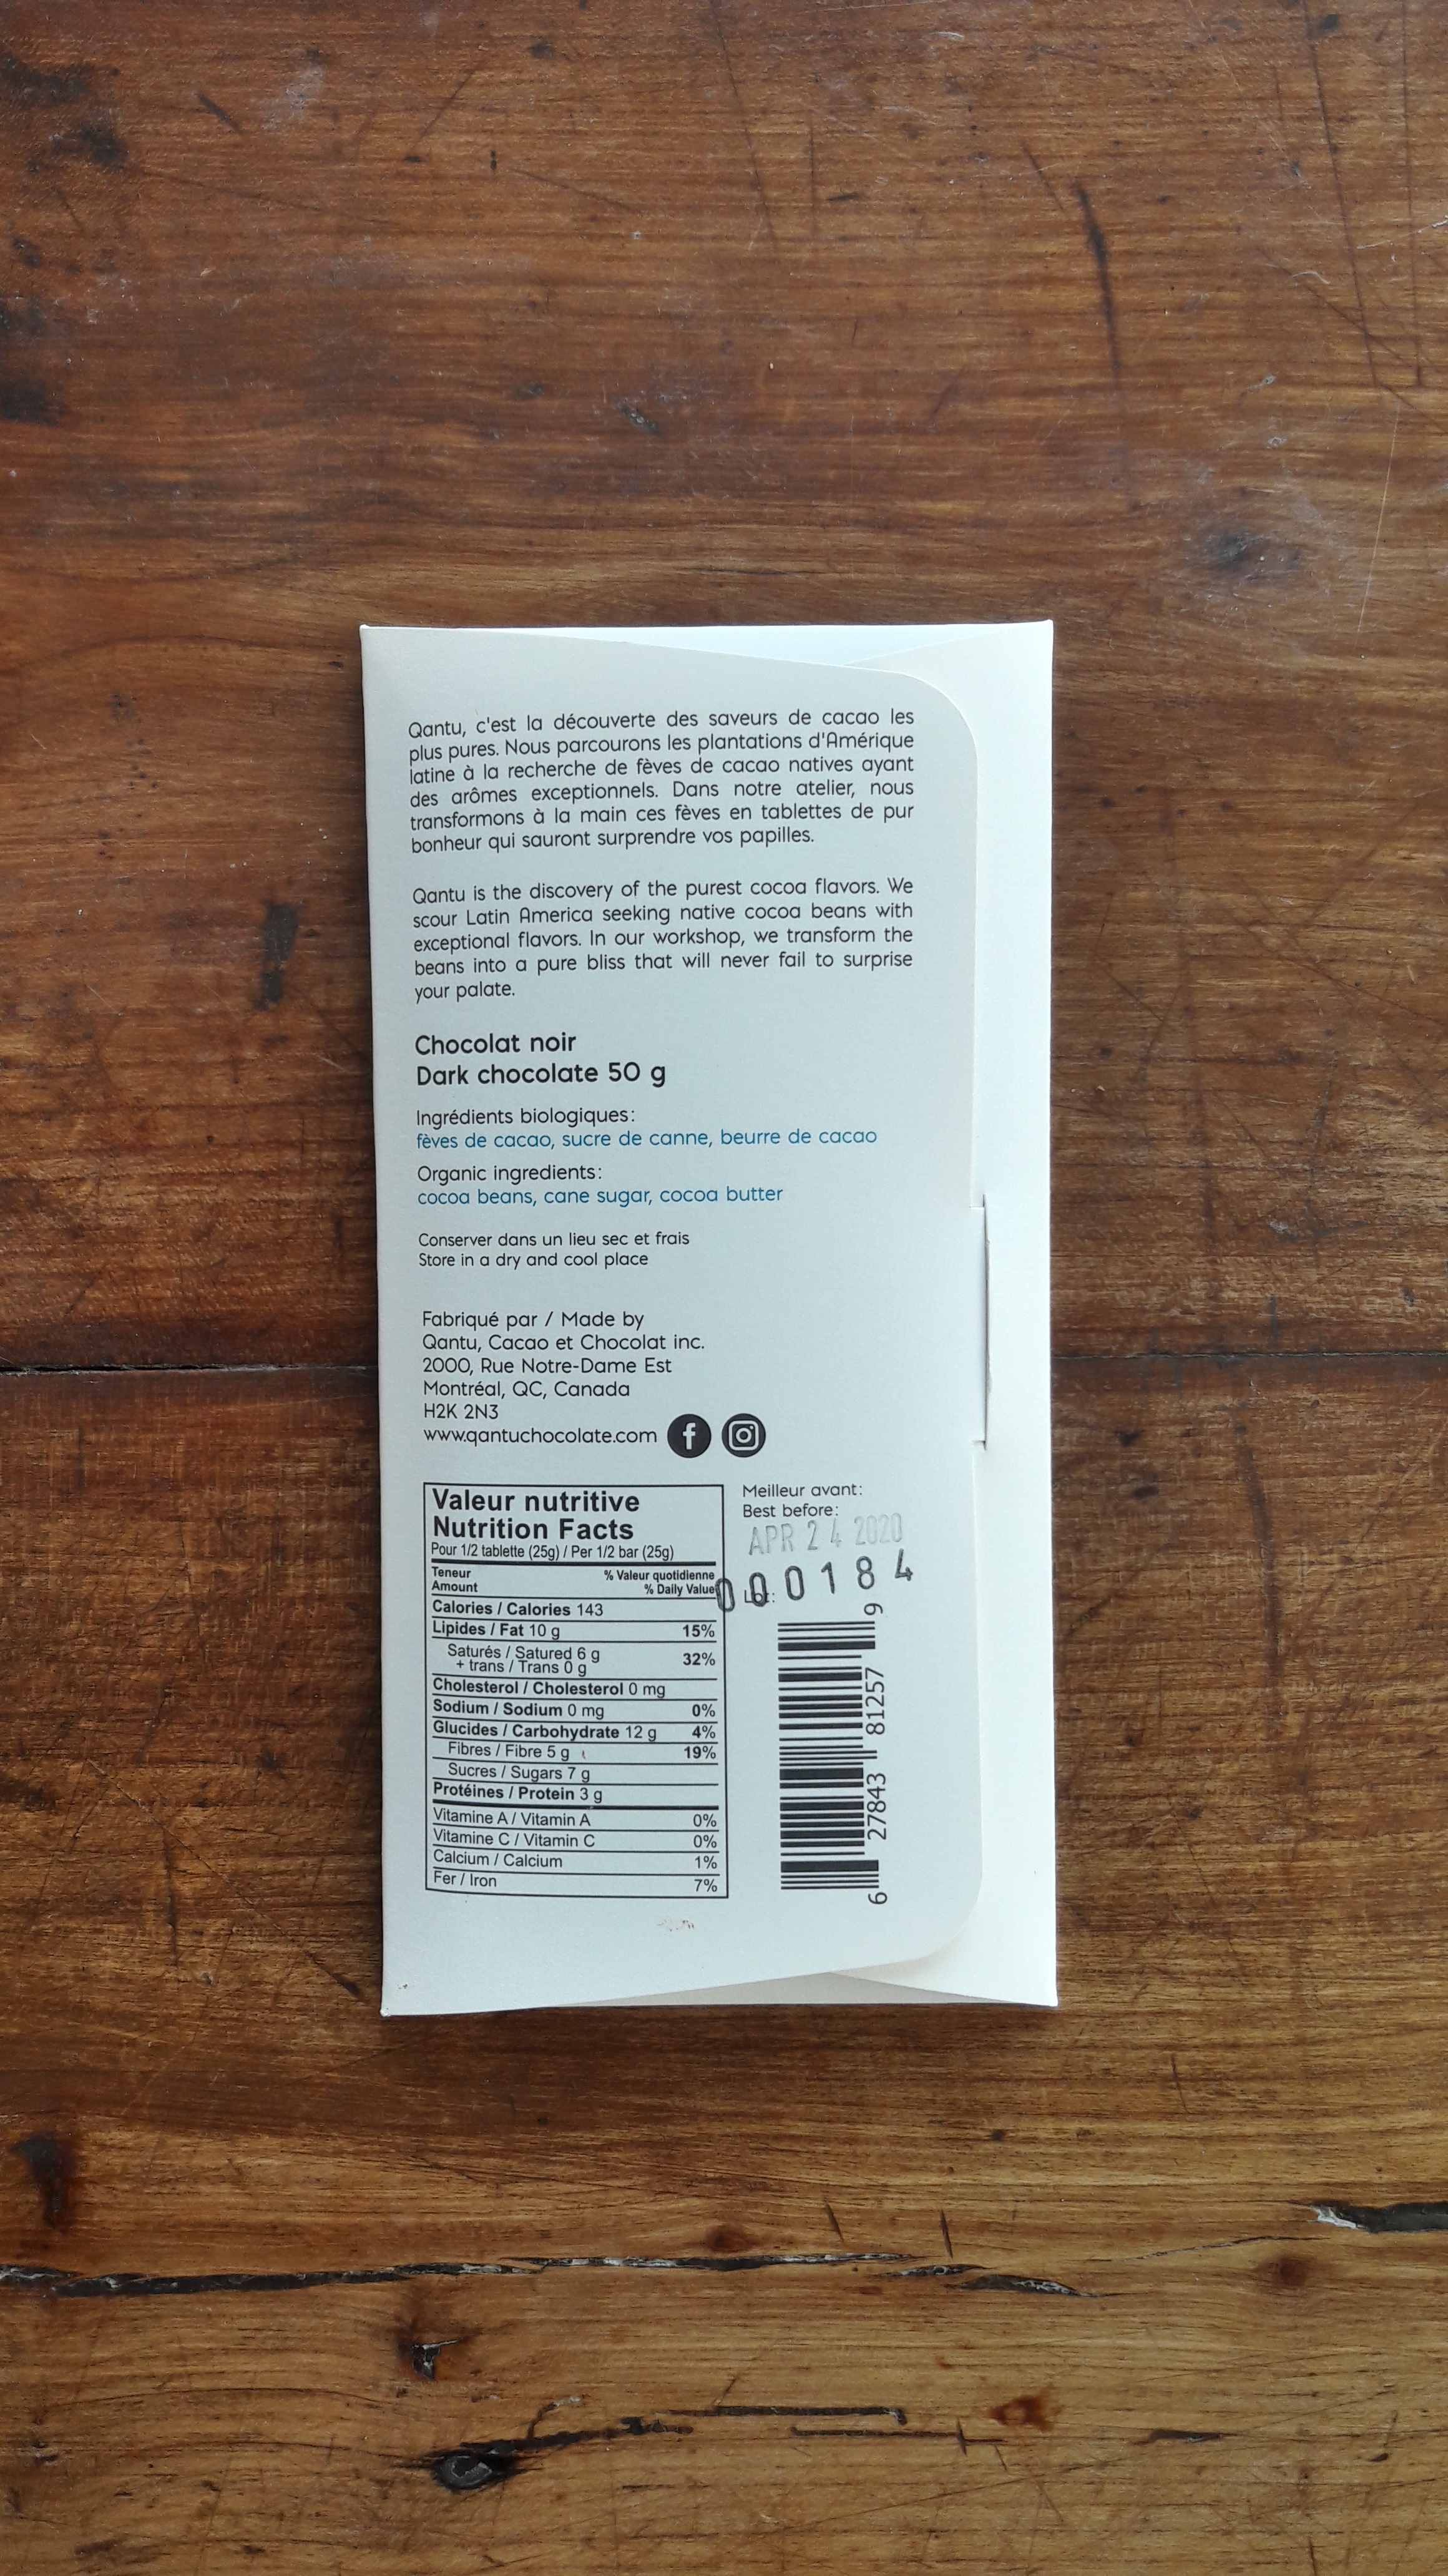 Qantu, c'est la découverte des saveurs de cacao les
plus pures. Nous parcourons les plantations d'Amérique
latine à la recherche de fèves de cacao natives ayant
des arômes exceptionnels. Dans notre atelier, nous
transformons à la main ces fèves en tablettes de pur
bonheur qui sauront surprendre vos papilles.
Qantu is the discovery of the purest cocoa flavors. We
scour Latin America seeking native cocoa beans with
exceptional flavors. In our workshop, we transform the
beans into a pure bliss that will never fail to surprise
your palate.
Chocolat noir
Dark chocolate 50 g
Ingrédients biologiques:
fèves de cacao, sucre de canne, beurre de cacao
Organic ingredients:
cocoa beans, cane sugar, cocoa butter
Conserver dans un lieu sec et frais
Store in a dry and cool place
Fabriqué par / Made by
Qantu, Cacao et Chocolat inc.
2000, Rue Notre-Dame Est
Montréal, QC, Canada
H2K 2N3
www.qantuchocolate.com
Valeur nutritive
Nutrition Facts
Pour 1/2 tablette (25g) / Per 1/2 bar (25g)
Teneur % Valeur quotidienne
Amount % Daily Value
Calories / Calories 143
Lipides / Fat 10 g 15%
Saturés / Satured 6 g
+ trans / Trans 0 g 32%
Cholesterol / Cholesterol 0 mg
Sodium / Sodium 0 mg 0%
Glucides / Carbohydrate 12 g 4%
Fibres / Fibre 5 g 19%
Sucres / Sugars 7 g
Protéines / Protein 3 g
Vitamine A / Vitamin A 0%
Vitamine C / Vitamin C 0%
Calcium / Calcium 1%
Fer / Iron 7%
Meilleur avant:
Best before:
APR 24 2020
Lot: 000184
6 27843 81257 9